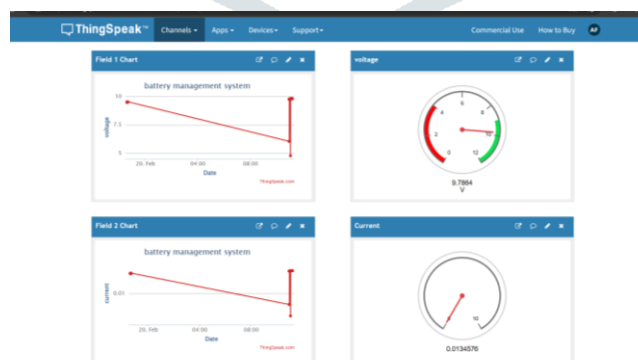 ThingSpeak™ Channels Apps Devices Support Commercial Use How to Buy AF
Field 1 Chart
battery management system
10
7.5
5
voltage
20. Feb 04:00 08:00
Date
ThingSpeak.com
voltage
0 2 4 6 8 10 12
9.7864
V
Field 2 Chart
battery management system
0.01
current
20. Feb 04:00 08:00
Date
ThingSpeak.com
Current
10
0.0134576